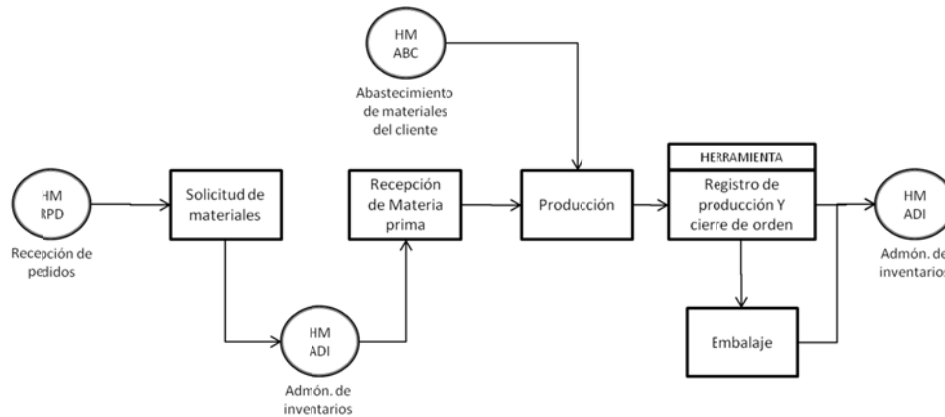 HM
ABC
Abastecimiento
de materiales
del cliente
HM
RPD
Recepción de
pedidos
Solicitud de
materiales
HM
ADI
Admón. de
inventarios
Recepción
de Materia
prima
Producción
HERRAMIENTA
Registro de
producción Y
cierre de orden
Embalaje
HM
ADI
Admón. de
inventarios